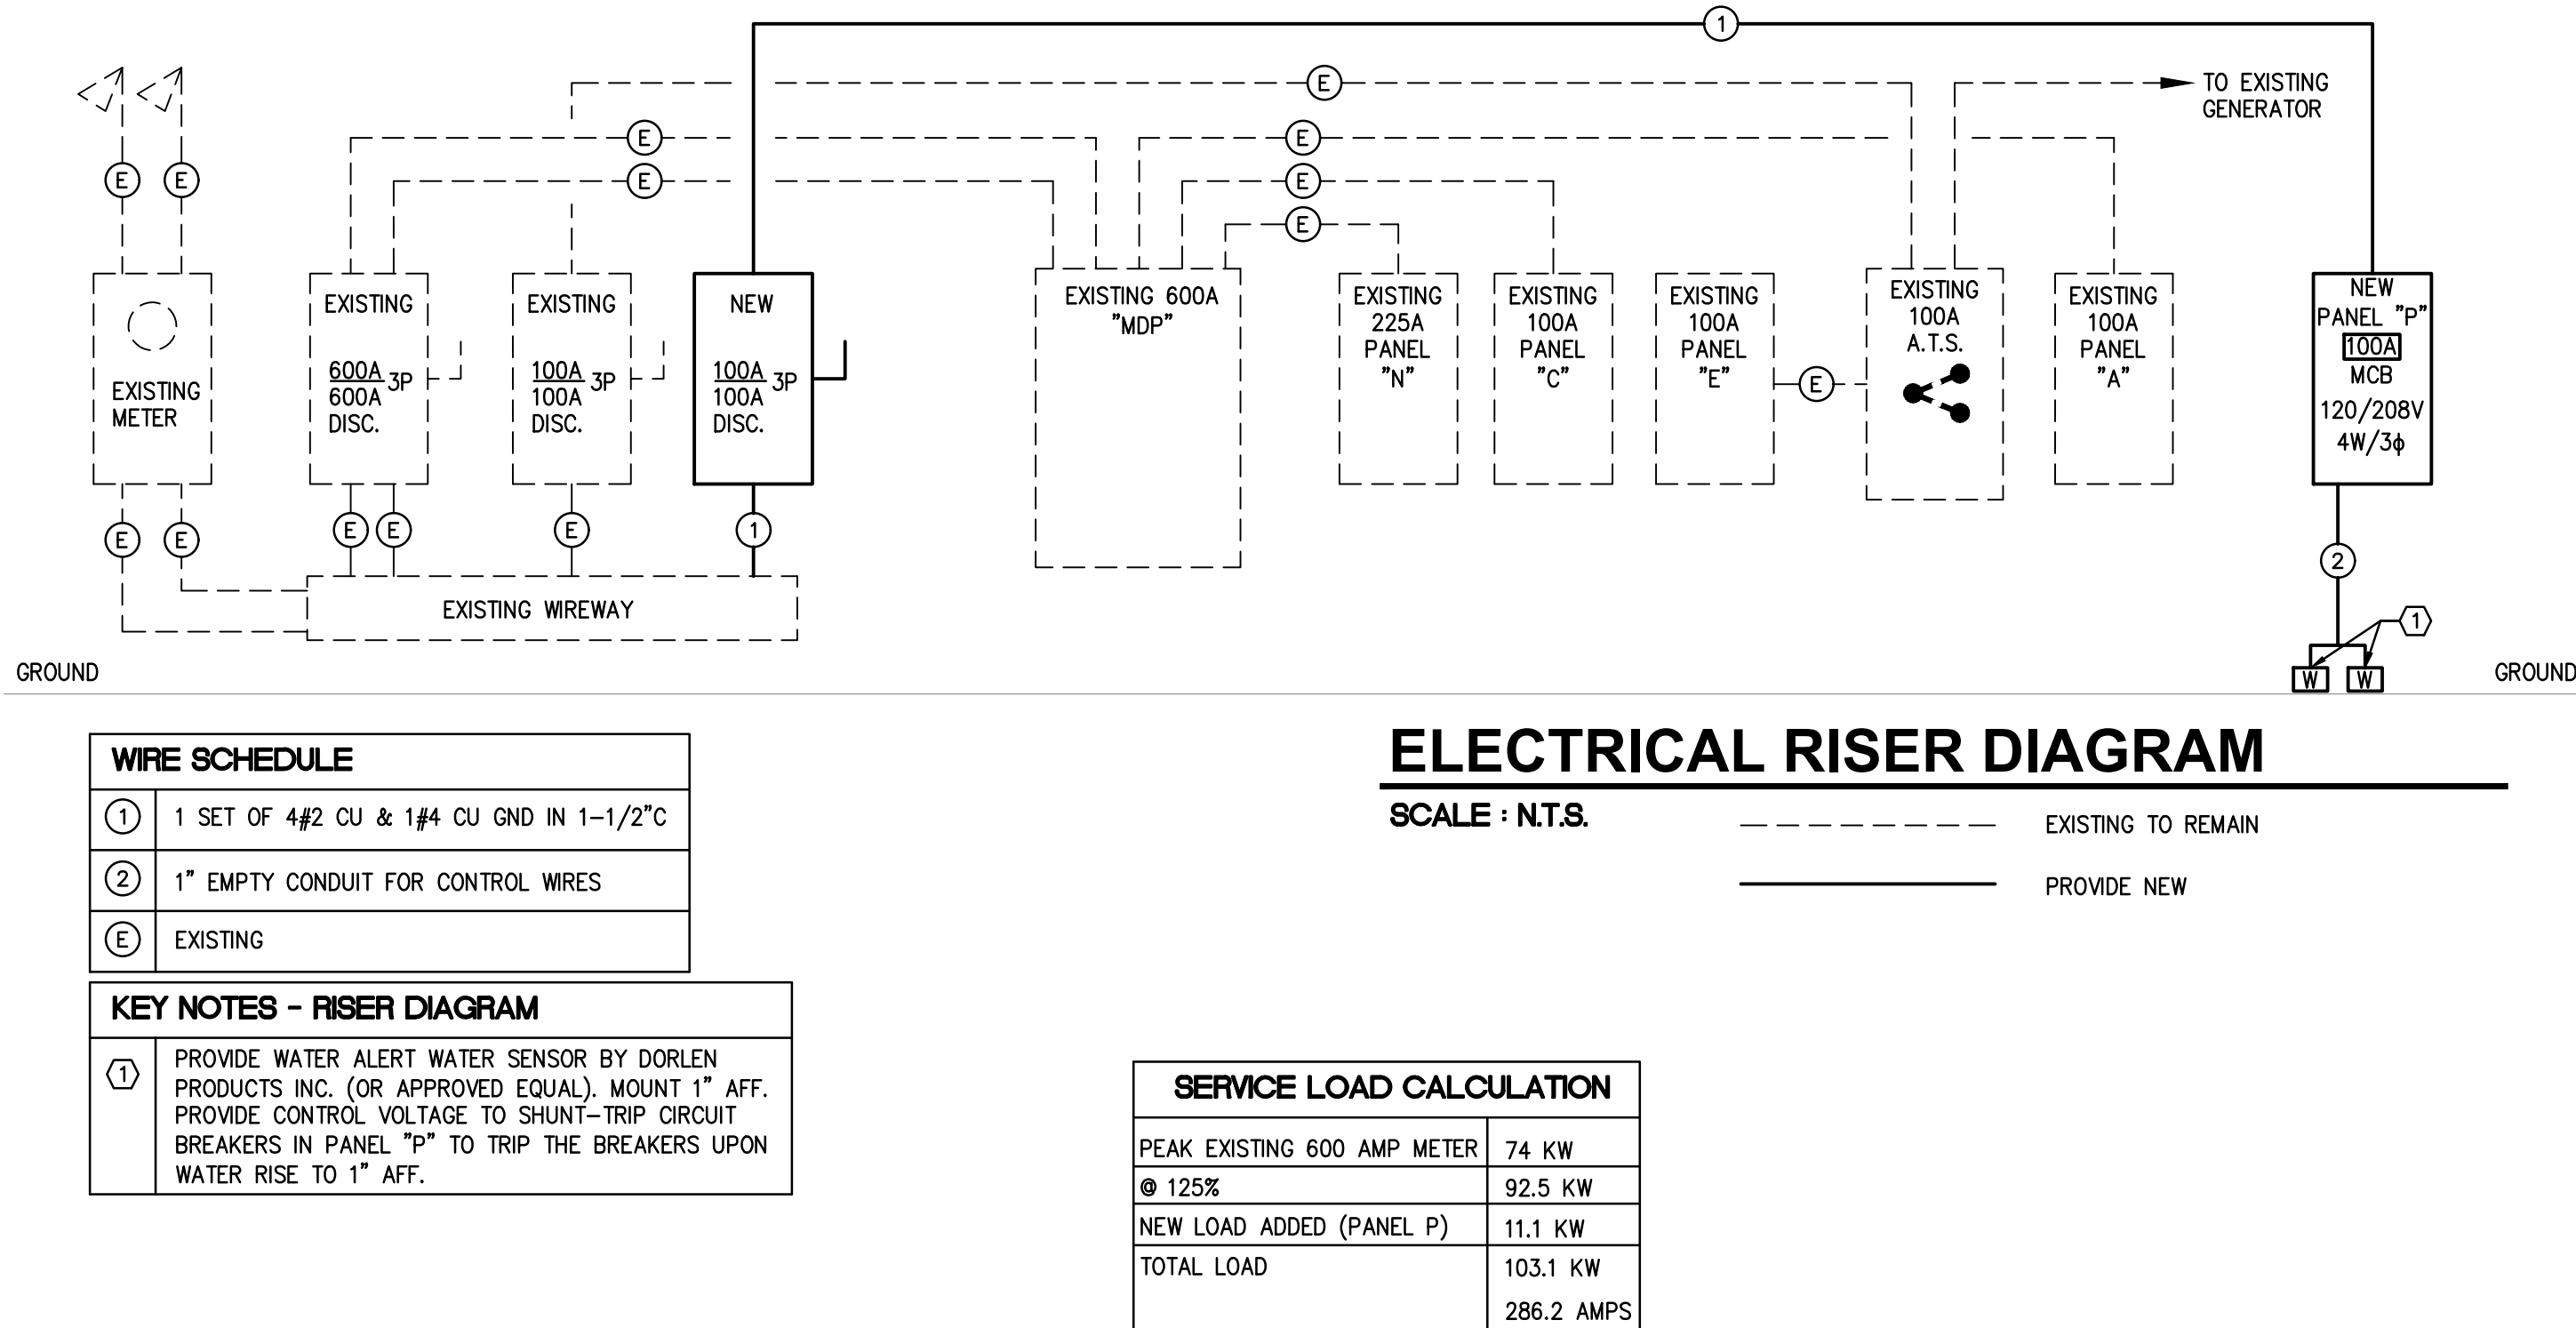 1
E
TO EXISTING
GENERATOR
E
E
E
E
E
E
E
EXISTING
METER
EXISTING
600A
600A
3P
DISC.
EXISTING
100A
100A
3P
DISC.
NEW
100A
100A
3P
DISC.
EXISTING 600A
"MDP"
EXISTING
225A
PANEL
"N"
EXISTING
100A
PANEL
"C"
EXISTING
100A
PANEL
"E"
E
EXISTING
100A
A.T.S.
EXISTING
100A
PANEL
"A"
NEW
PANEL "P"
100A
MCB
120/208V
4W/3ϕ
E
E
E
E
E
1
2
EXISTING WIREWAY
1
W
W
GROUND
GROUND
WIRE SCHEDULE
1
1 SET OF 4#2 CU & 1#4 CU GND IN 1-1/2"C
2
1" EMPTY CONDUIT FOR CONTROL WIRES
E
EXISTING
KEY NOTES - RISER DIAGRAM
1
PROVIDE WATER ALERT WATER SENSOR BY DORLEN
PRODUCTS INC. (OR APPROVED EQUAL). MOUNT 1" AFF.
PROVIDE CONTROL VOLTAGE TO SHUNT-TRIP CIRCUIT
BREAKERS IN PANEL "P" TO TRIP THE BREAKERS UPON
WATER RISE TO 1" AFF.
ELECTRICAL RISER DIAGRAM
SCALE : N.T.S.
EXISTING TO REMAIN
PROVIDE NEW
SERVICE LOAD CALCULATION
PEAK EXISTING 600 AMP METER
74 KW
@ 125%
92.5 KW
NEW LOAD ADDED (PANEL P)
11.1 KW
TOTAL LOAD
103.1 KW
286.2 AMPS